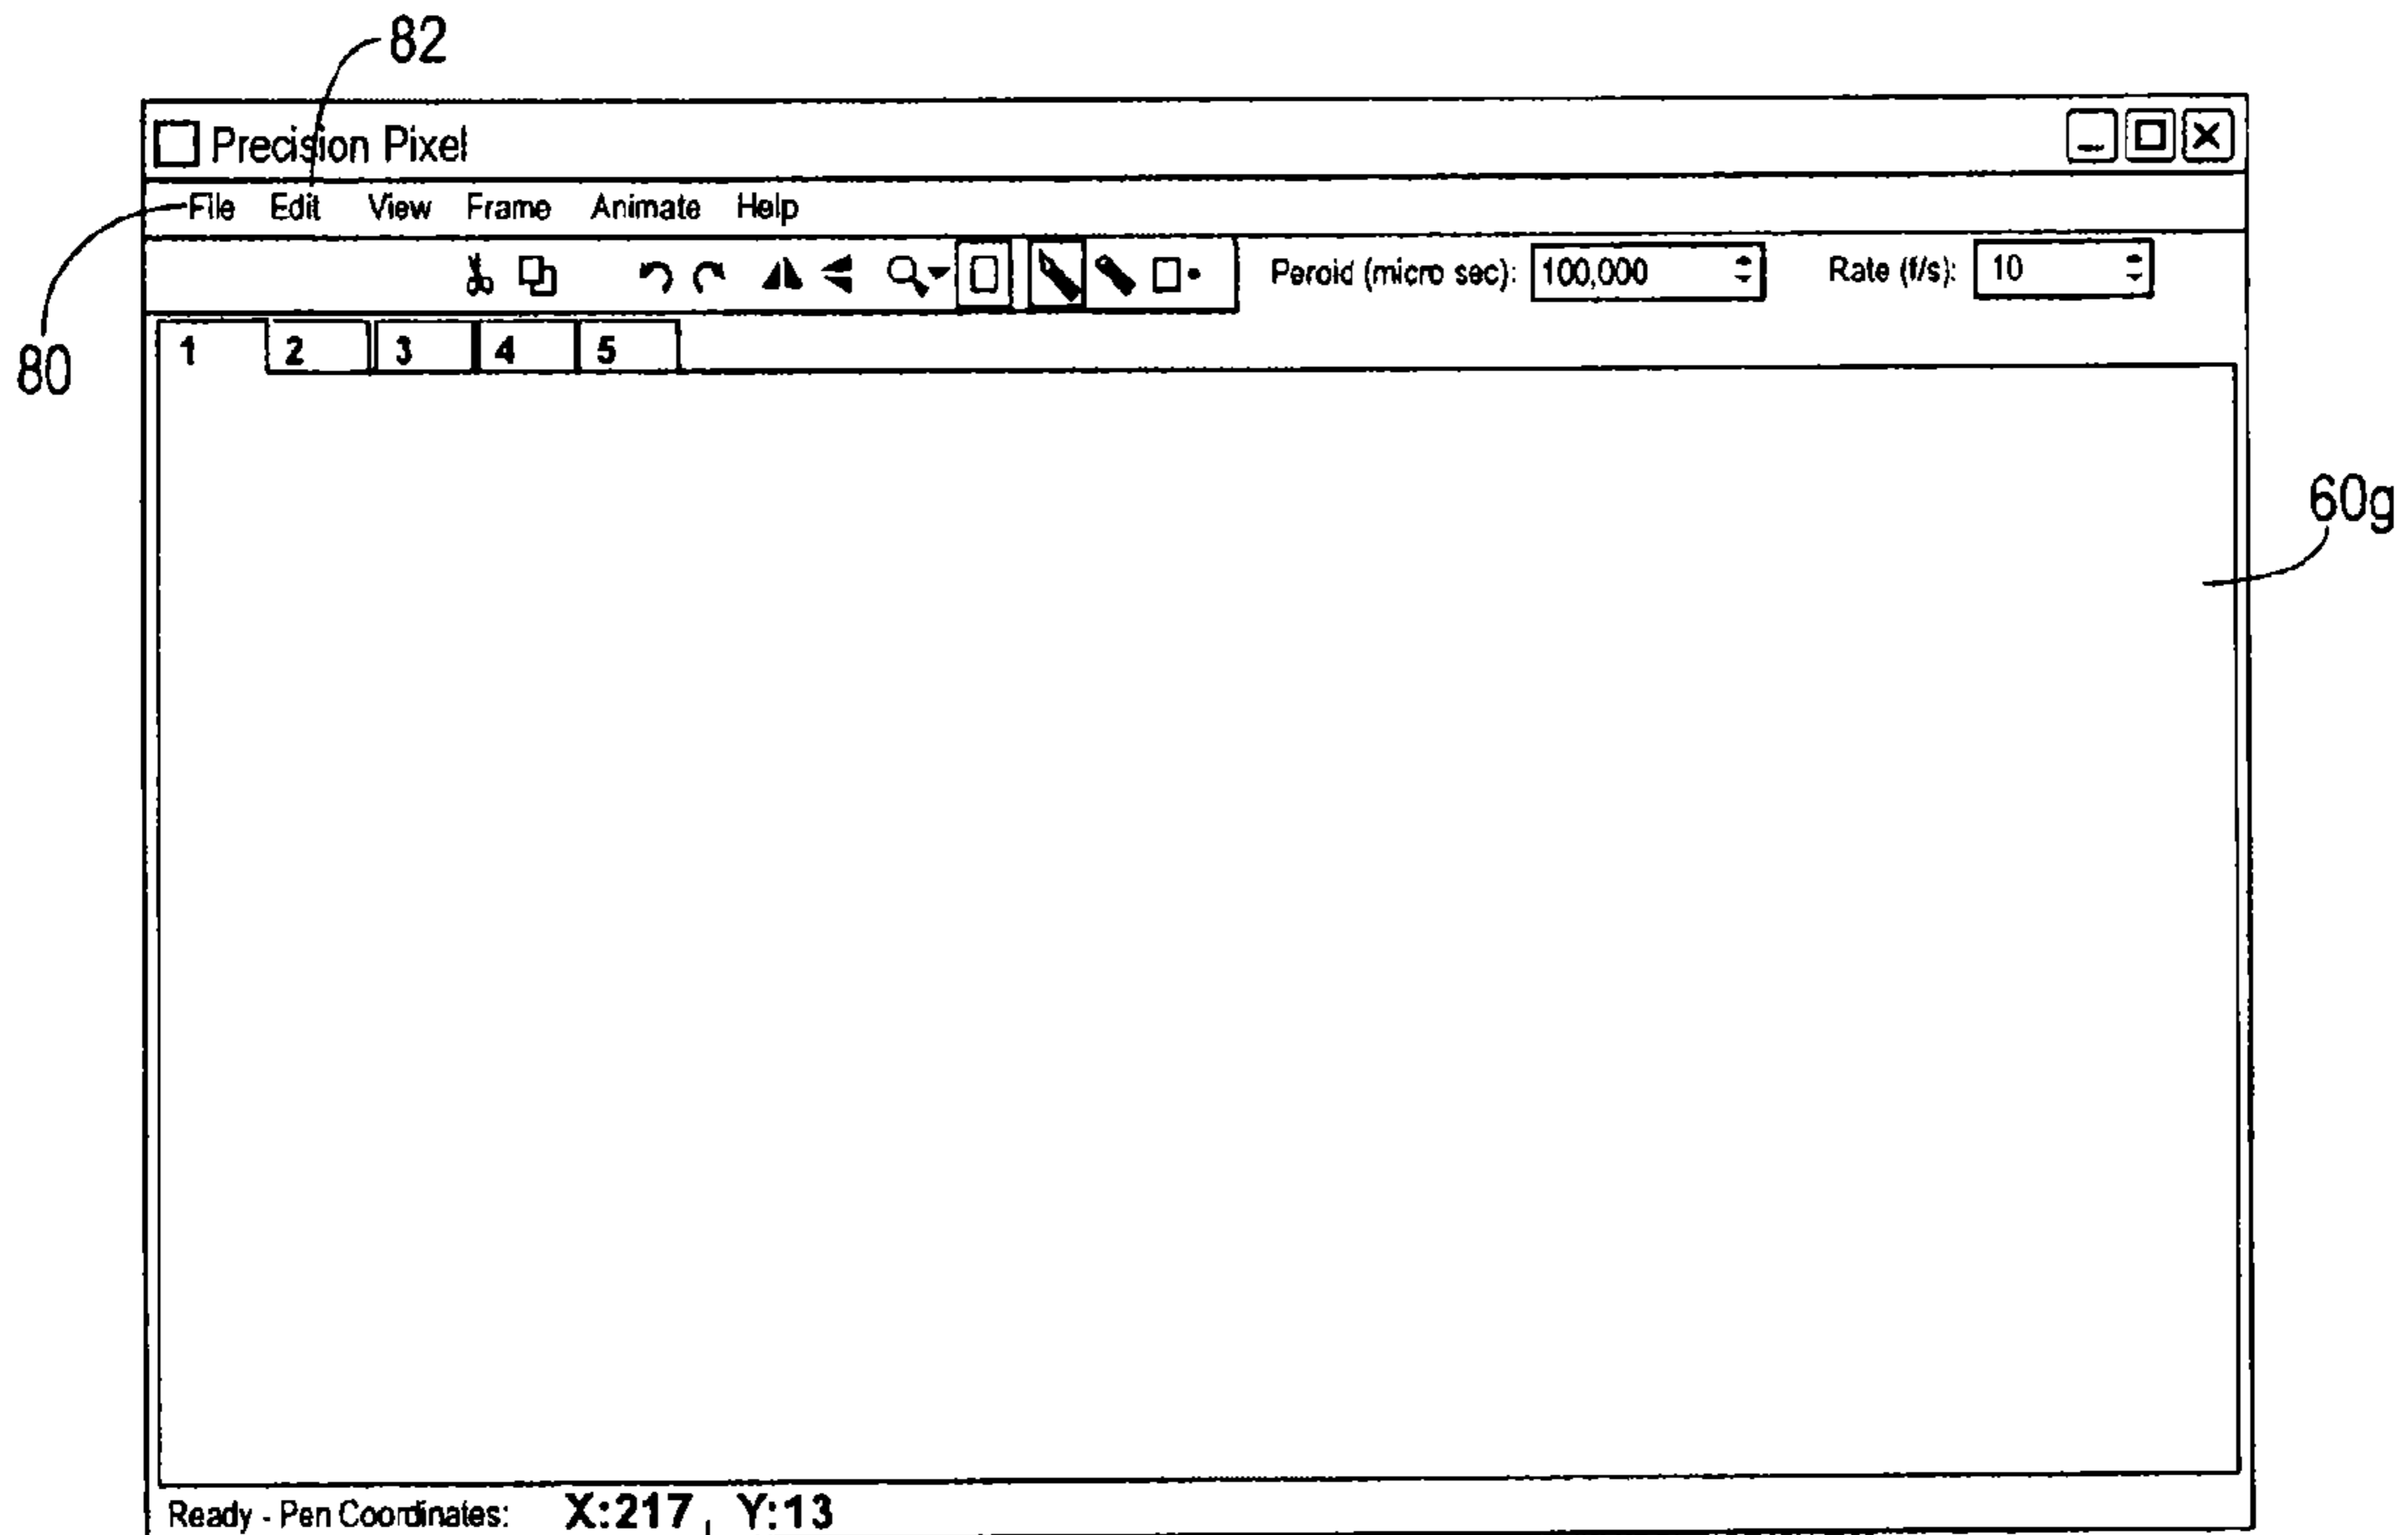 82
Precision Pixel
File Edit View Frame Animate Help
Peroid (micro sec): 100,000 Rate (f/s): 10
1 2 3 4 5
80
60g
Ready - Pen Coordinates: X:217, Y:13